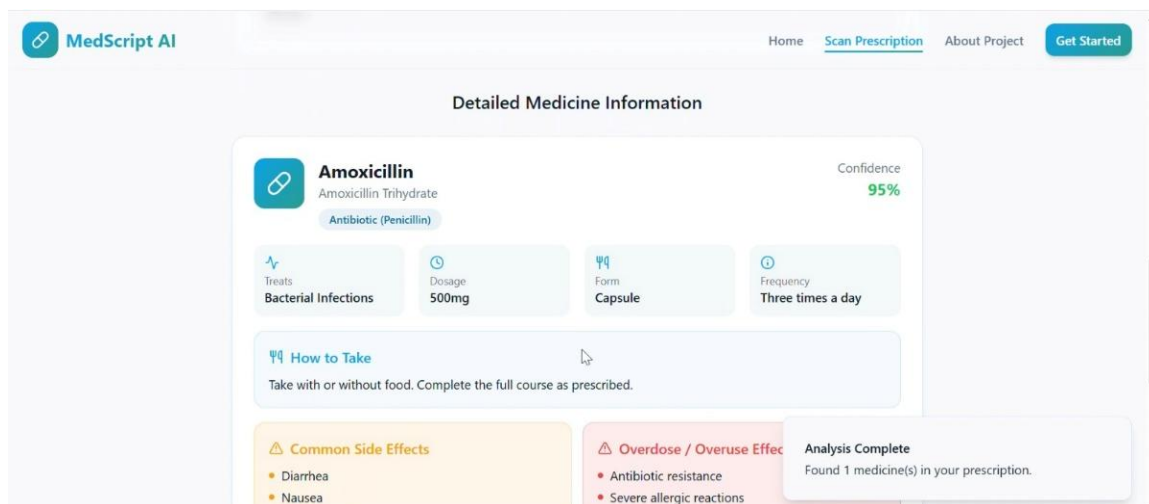 MedScript AI
Home Scan Prescription About Project Get Started
Detailed Medicine Information
Amoxicillin
Amoxicillin Trihydrate
Antibiotic (Penicillin)
Confidence
95%
Treats
Bacterial Infections
Dosage
500mg
Form
Capsule
Frequency
Three times a day
How to Take
Take with or without food. Complete the full course as prescribed.
Common Side Effects
Diarrhea
Nausea
Overdose / Overuse Effec
Antibiotic resistance
Severe allergic reactions
Analysis Complete
Found 1 medicine(s) in your prescription.